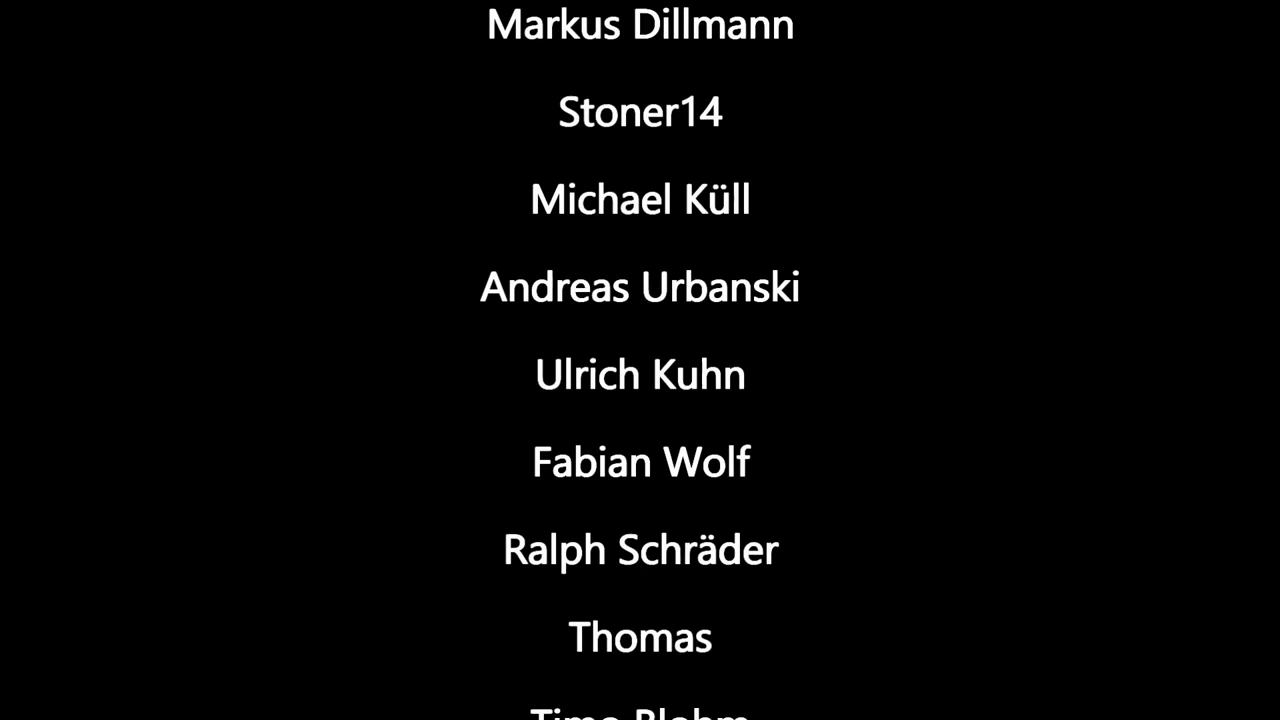 Markus Dillmann
Stoner14
Michael Küll
Andreas Urbanski
Ulrich Kuhn
Fabian Wolf
Ralph Schräder
Thomas